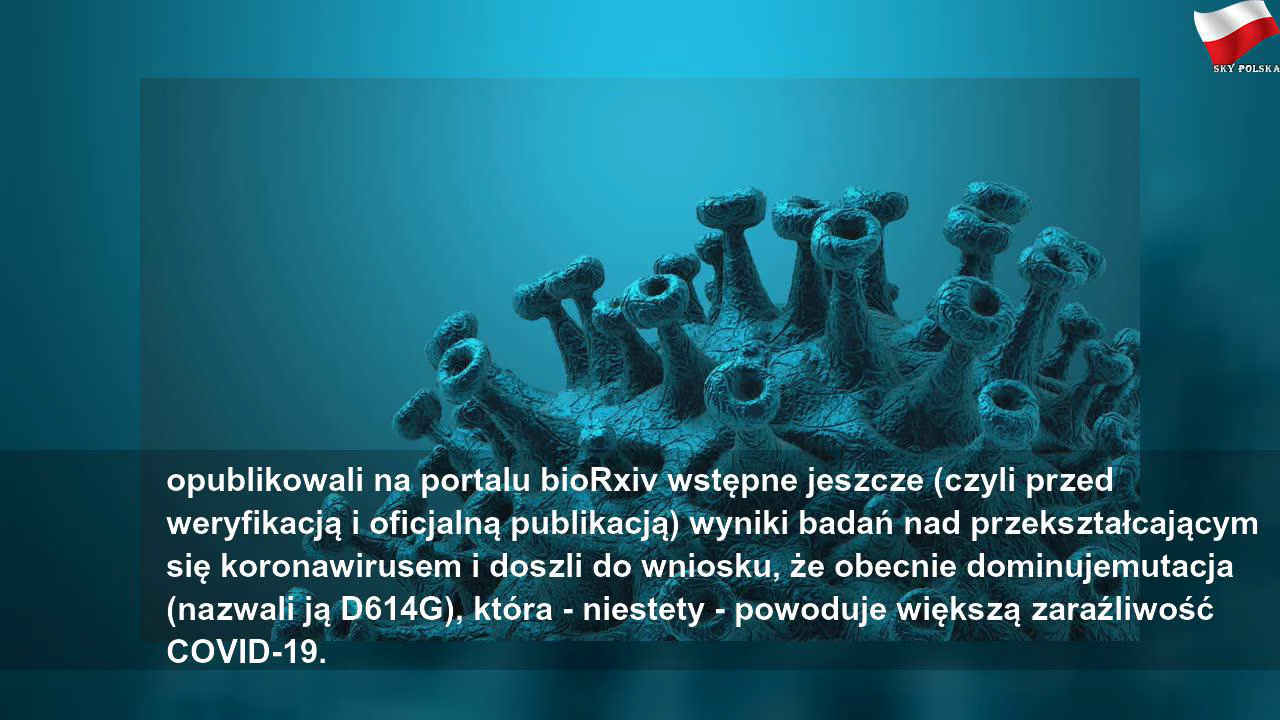 SKY POLSKA
opublikowali na portalu bioRxiv wstępne jeszcze (czyli przed
weryfikacją i oficjalną publikacją) wyniki badań nad przekształcającym
się koronawirusem i doszli do wniosku, że obecnie dominujemutacja
(nazwali ją D614G), która - niestety - powoduje większą zaraźliwość
COVID-19.